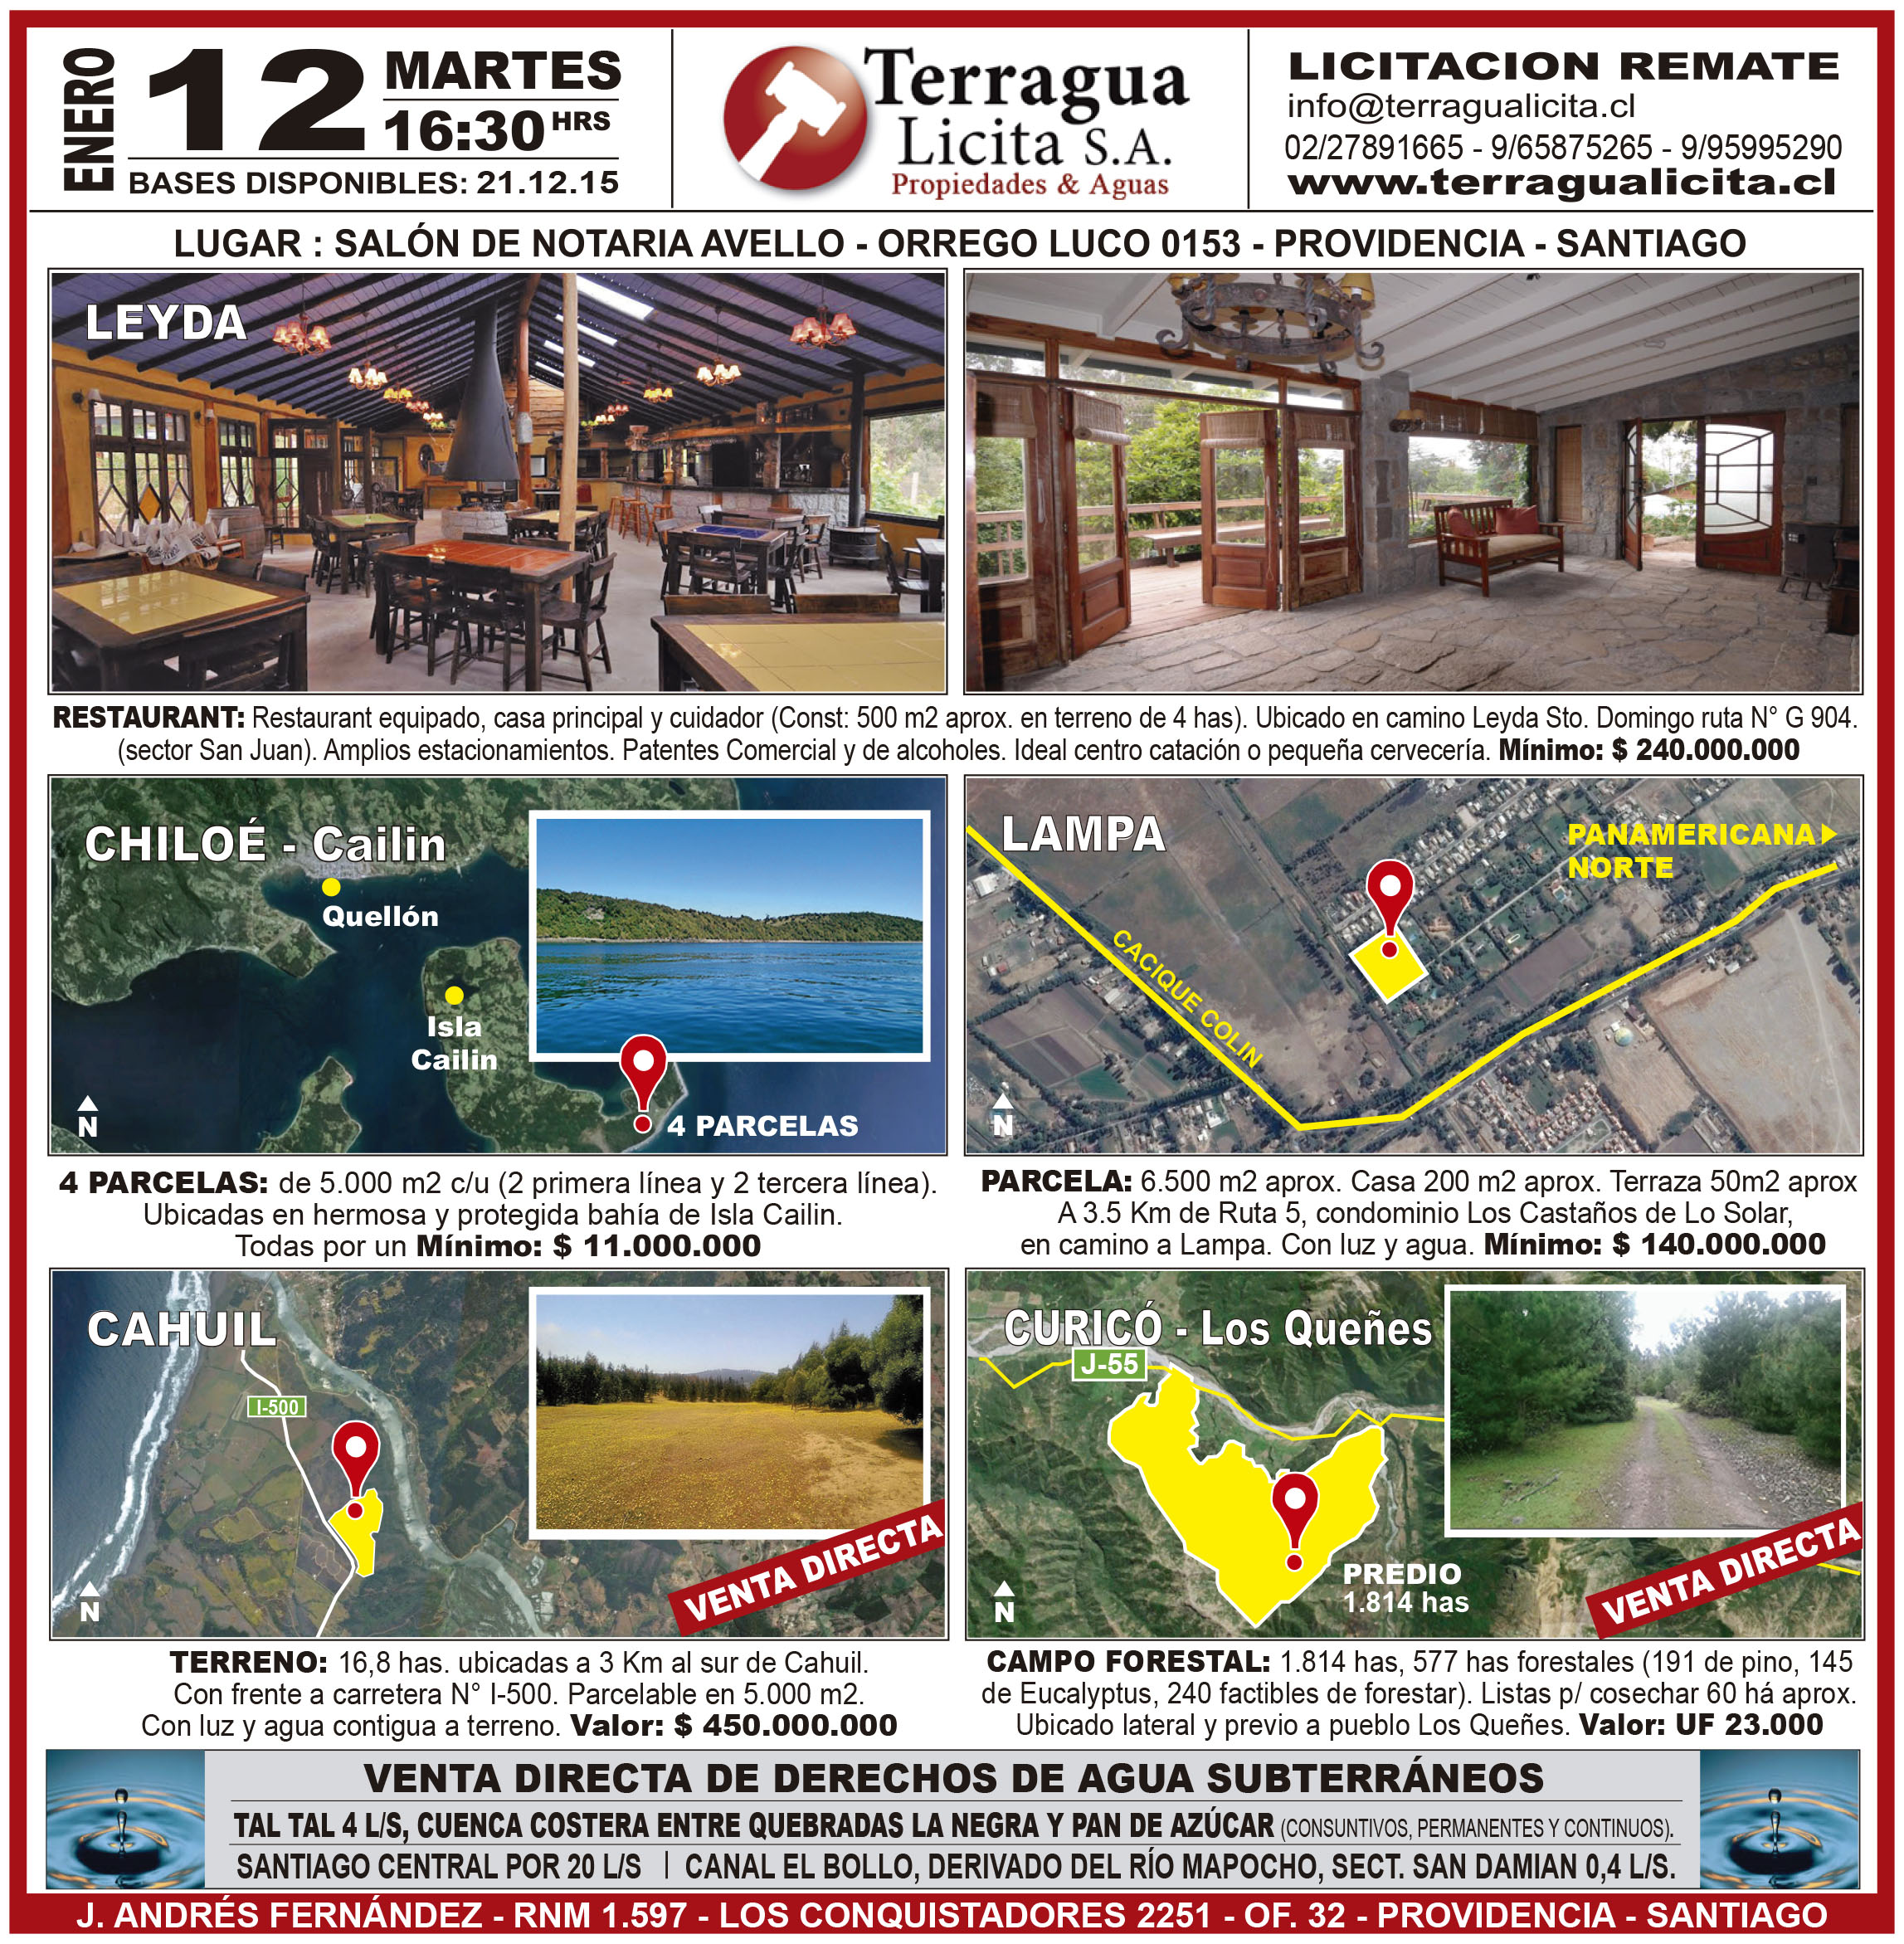 ENERO
12
MARTES
16:30 HRS
BASES DISPONIBLES: 21.12.15
Terragua
Licita S.A.
Propiedades & Aguas
LICITACION REMATE
info@terragualicita.cl
02/27891665 - 9/65875265 - 9/95995290
www.terragualicita.cl
LUGAR : SALÓN DE NOTARIA AVELLO - ORREGO LUCO 0153 - PROVIDENCIA - SANTIAGO
LEYDA
RESTAURANT: Restaurant equipado, casa principal y cuidador (Const: 500 m2 aprox. en terreno de 4 has). Ubicado en camino Leyda Sto. Domingo ruta N° G 904.
(sector San Juan). Amplios estacionamientos. Patentes Comercial y de alcoholes. Ideal centro catación o pequeña cervecería. Mínimo: $ 240.000.000
CHILOÉ - Cailin
Quellón
Isla
Cailin
N
4 PARCELAS
4 PARCELAS: de 5.000 m2 c/u (2 primera línea y 2 tercera línea).
Ubicadas en hermosa y protegida bahía de Isla Cailin.
Todas por un Mínimo: $ 11.000.000
LAMPA
PANAMERICANA
NORTE
CACIQUE COLIN
N
PARCELA: 6.500 m2 aprox. Casa 200 m2 aprox. Terraza 50m2 aprox
A 3.5 Km de Ruta 5, condominio Los Castaños de Lo Solar,
en camino a Lampa. Con luz y agua. Mínimo: $ 140.000.000
CAHUIL
I-500
N
VENTA DIRECTA
TERRENO: 16,8 has. ubicadas a 3 Km al sur de Cahuil.
Con frente a carretera N° I-500. Parcelable en 5.000 m2.
Con luz y agua contigua a terreno. Valor: $ 450.000.000
CURICÓ - Los Queñes
J-55
PREDIO
1.814 has
N
VENTA DIRECTA
CAMPO FORESTAL: 1.814 has, 577 has forestales (191 de pino, 145
de Eucalyptus, 240 factibles de forestar). Listas p/ cosechar 60 há aprox.
Ubicado lateral y previo a pueblo Los Queñes. Valor: UF 23.000
VENTA DIRECTA DE DERECHOS DE AGUA SUBTERRÁNEOS
TAL TAL 4 L/S, CUENCA COSTERA ENTRE QUEBRADAS LA NEGRA Y PAN DE AZÚCAR (CONSUNTIVOS, PERMANENTES Y CONTINUOS).
SANTIAGO CENTRAL POR 20 L/S | CANAL EL BOLLO, DERIVADO DEL RÍO MAPOCHO, SECT. SAN DAMIAN 0,4 L/S.
J. ANDRÉS FERNÁNDEZ - RNM 1.597 - LOS CONQUISTADORES 2251 - OF. 32 - PROVIDENCIA - SANTIAGO